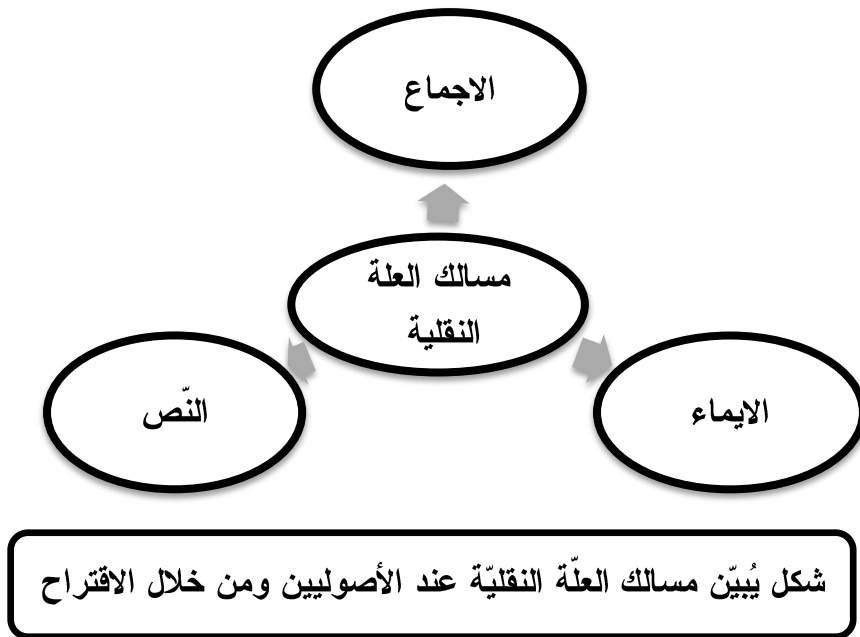 الاجماع
مسالك العلة
النقلية
النّص
الايماء
شكل يُبيّن مسالك العلّة النقليّة عند الأصوليين ومن خلال الاقتراح